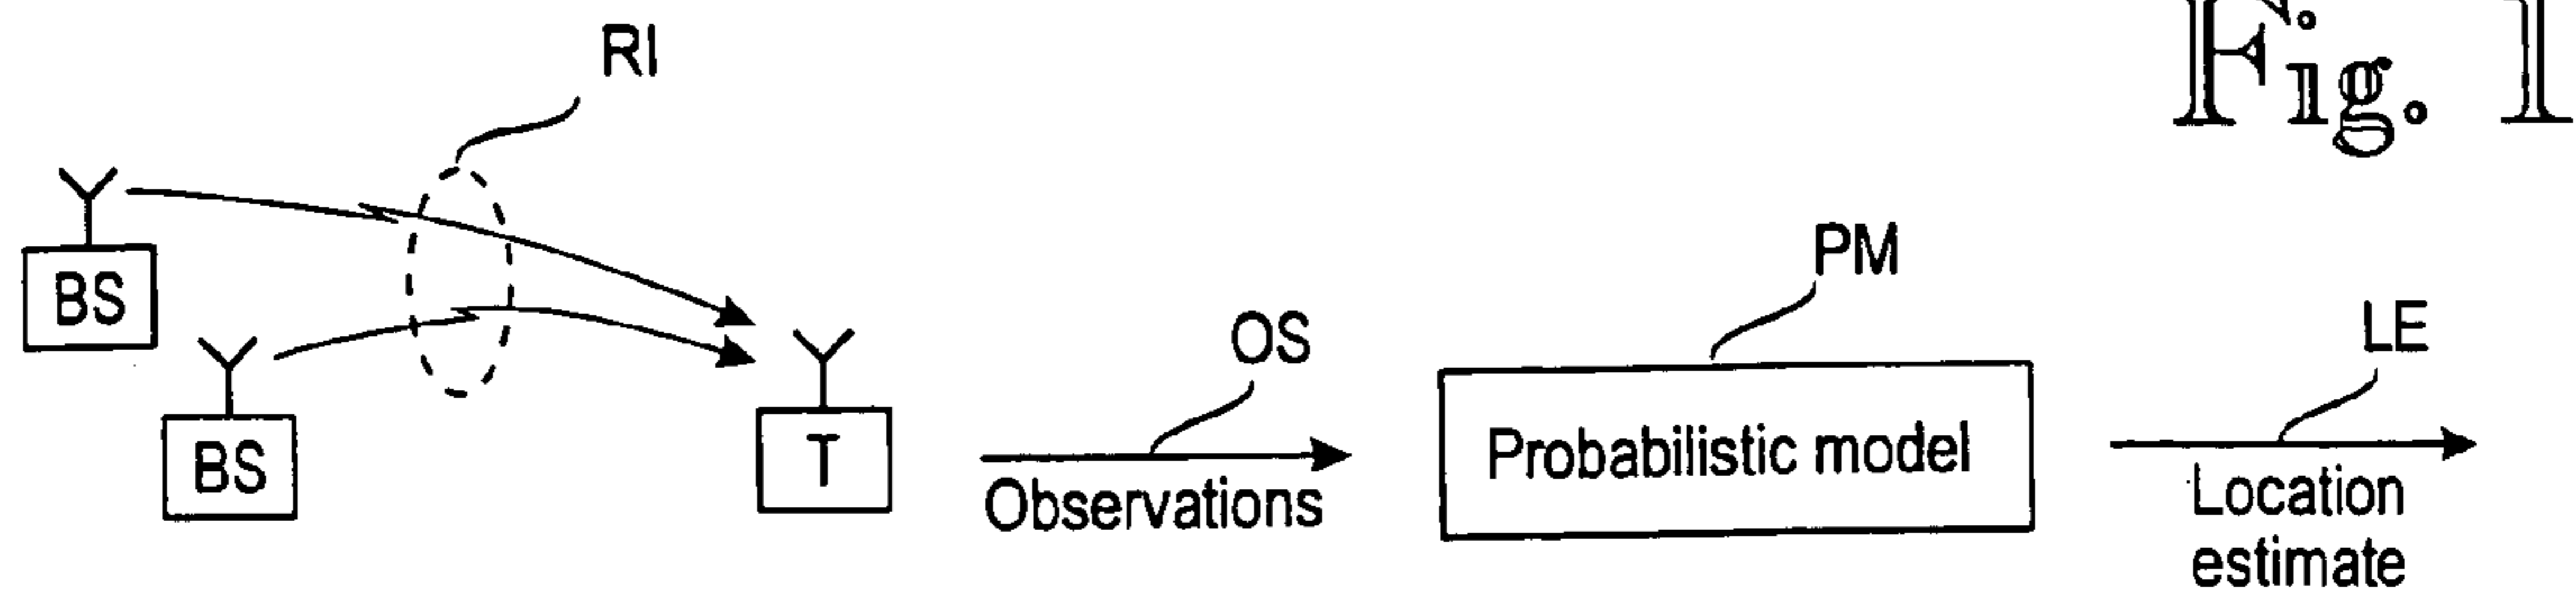 Fig. 1
RI
BS
BS
T
OS
Observations
PM
Probabilistic model
LE
Location
estimate